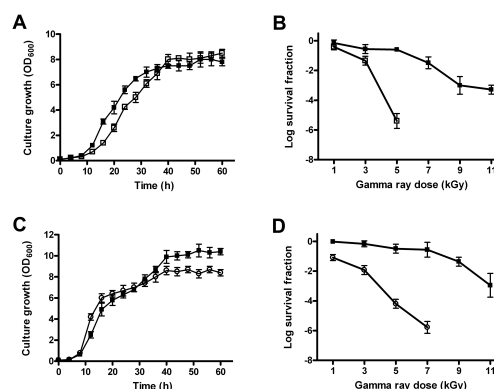 A
Culture growth (OD600)
10
8
6
4
2
0
0 10 20 30 40 50 60 70
Time (h)
B
Log survival fraction
0
-2
-4
-6
-8
1 3 5 7 9 11
Gamma ray dose (kGy)
C
Culture growth (OD600)
12
10
8
6
4
2
0
0 10 20 30 40 50 60 70
Time (h)
D
Log survival fraction
0
-2
-4
-6
-8
1 3 5 7 9 11
Gamma ray dose (kGy)